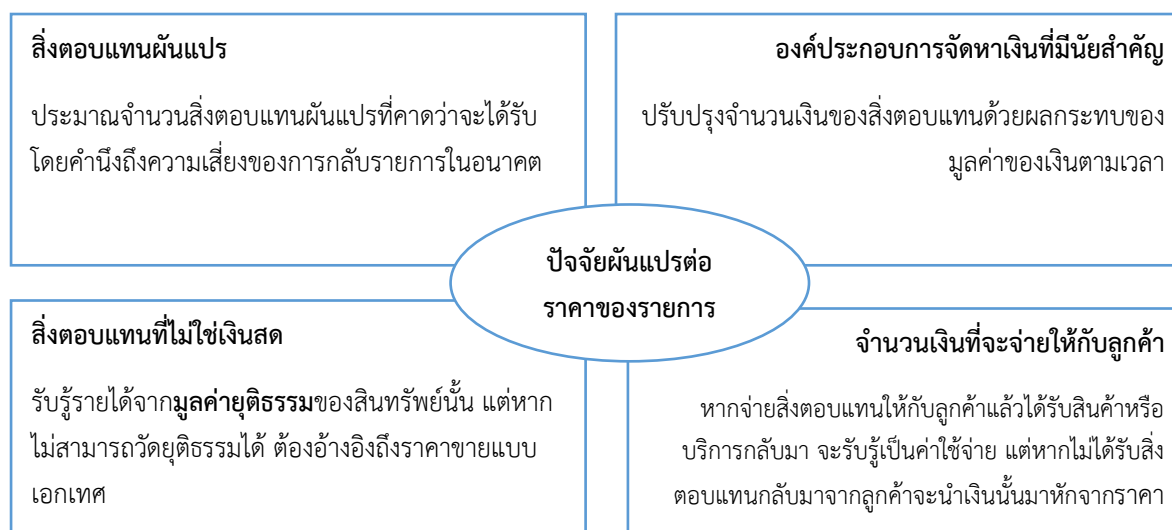 สิ่งตอบแทนผันแปร
ประมาณจำนวนสิ่งตอบแทนผันแปรที่คาดว่าจะได้รับ
โดยคำนึงถึงความเสี่ยงของการกลับรายการในอนาคต
องค์ประกอบการจัดหาเงินที่มีนัยสำคัญ
ปรับปรุงจำนวนเงินของสิ่งตอบแทนด้วยผลกระทบของ
มูลค่าของเงินตามเวลา
ปัจจัยผันแปรต่อ
ราคาของรายการ
สิ่งตอบแทนที่ไม่ใช่เงินสด
รับรู้รายได้จากมูลค่ายุติธรรมของสินทรัพย์นั้น แต่หาก
ไม่สามารถวัดยุติธรรมได้ ต้องอ้างอิงถึงราคาขายแบบ
เอกเทศ
จำนวนเงินที่จะจ่ายให้กับลูกค้า
หากจ่ายสิ่งตอบแทนให้กับลูกค้าแล้วได้รับสินค้าหรือ
บริการกลับมา จะรับรู้เป็นค่าใช้จ่าย แต่หากไม่ได้รับสิ่ง
ตอบแทนกลับมาจากลูกค้าจะนำเงินนั้นมาหักจากราคา